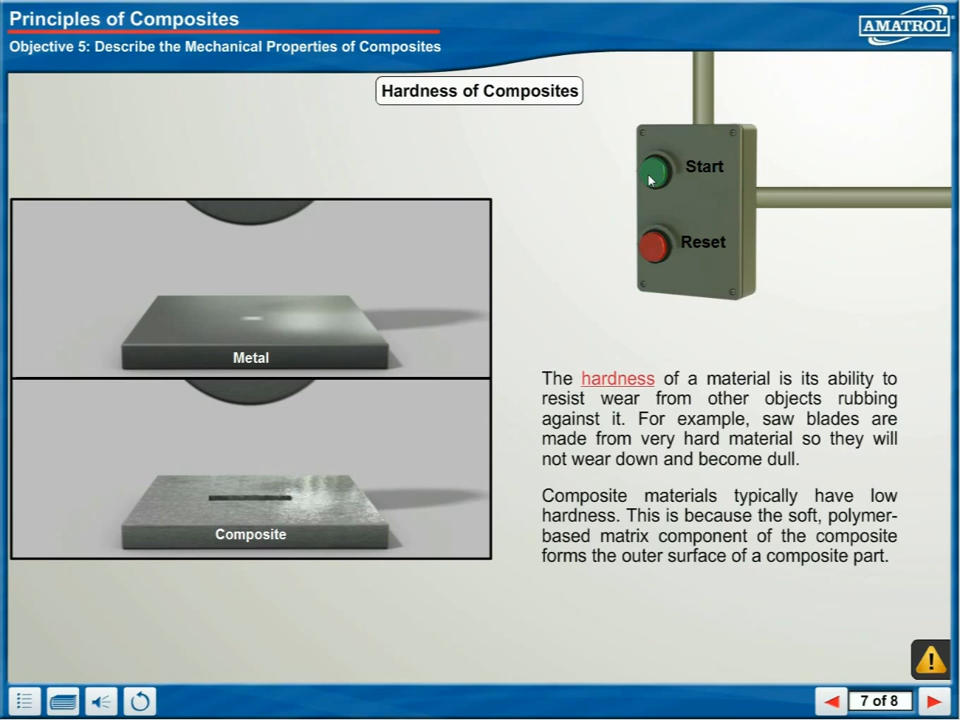 Principles of Composites
Objective 5: Describe the Mechanical Properties of Composites
AMATROL
Hardness of Composites
Start
Reset
Metal
Composite
The hardness of a material is its ability to
resist wear from other objects rubbing
against it. For example, saw blades are
made from very hard material so they will
not wear down and become dull.
Composite materials typically have low
hardness. This is because the soft, polymer-
based matrix component of the composite
forms the outer surface of a composite part.
7 of 8